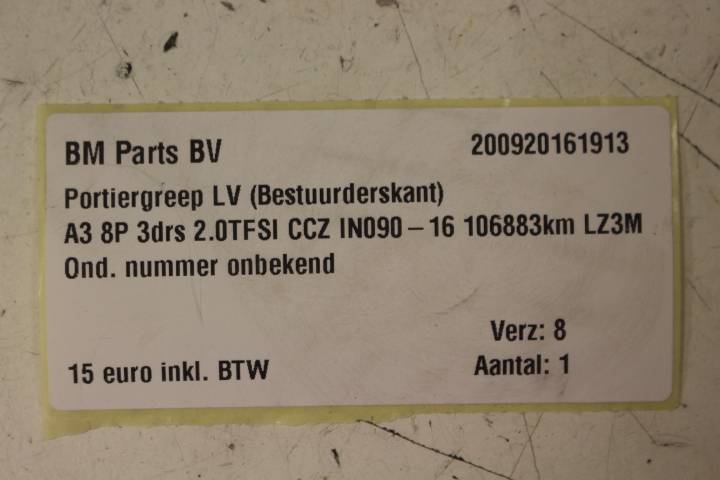 BM Parts BV 200920161913
Portiergreep LV (Bestuurderskant)
A3 8P 3drs 2.0TFSI CCZ IN090-16 106883km LZ3M
Ond. nummer onbekend
Verz: 8
15 euro inkl. BTW Aantal: 1